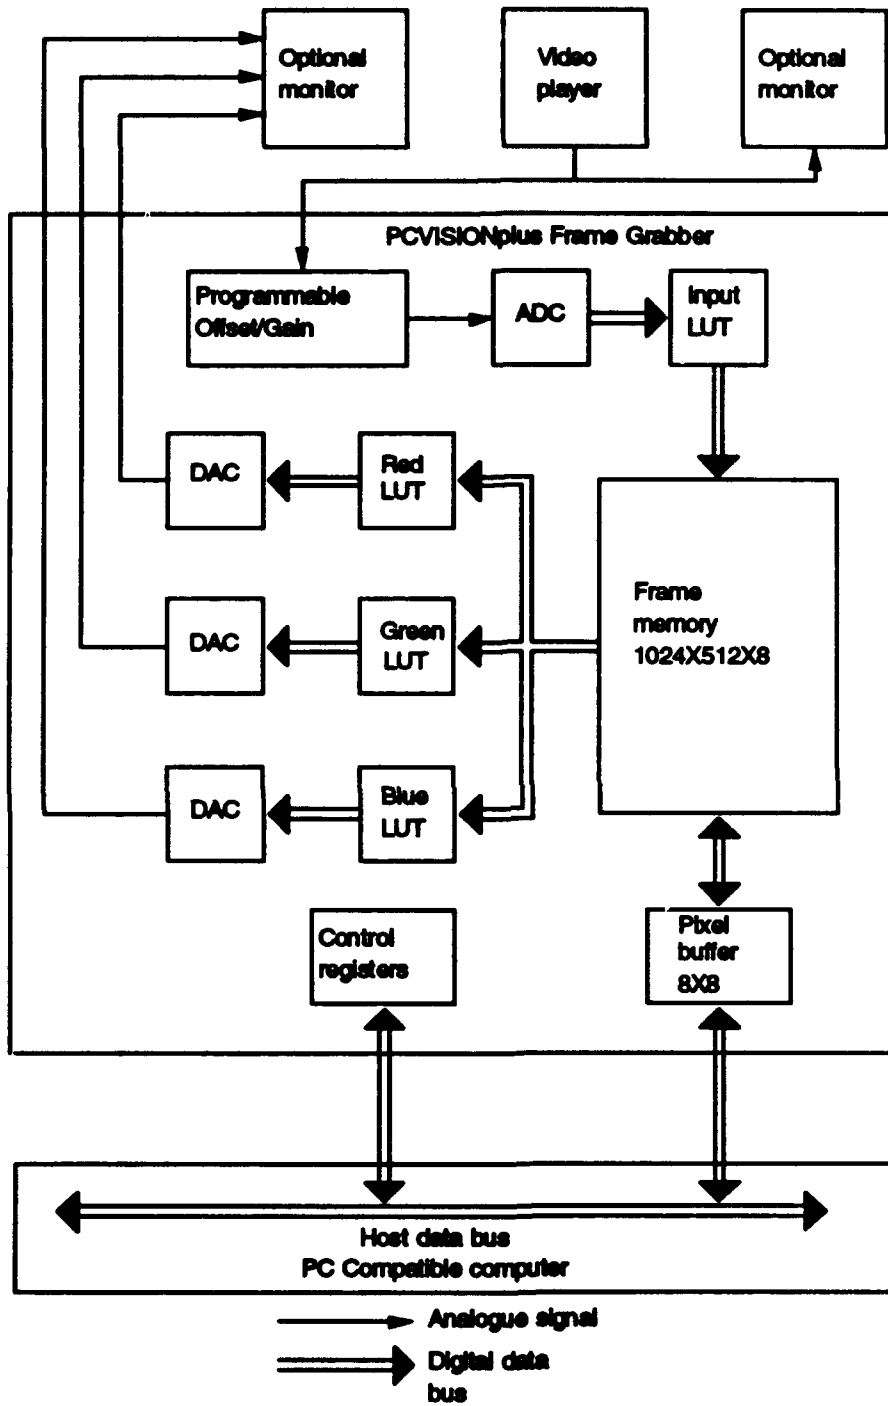 Optional
monitor
Video
player
Optional
monitor
PCVISIONplus Frame Grabber
Programmable
Offset/Gain
ADC
Input
LUT
DAC
Red
LUT
Frame
memory
1024X512X8
DAC
Green
LUT
DAC
Blue
LUT
Control
registers
Pixel
buffer
8X8
Host data bus
PC Compatible computer
Analogue signal
Digital data
bus